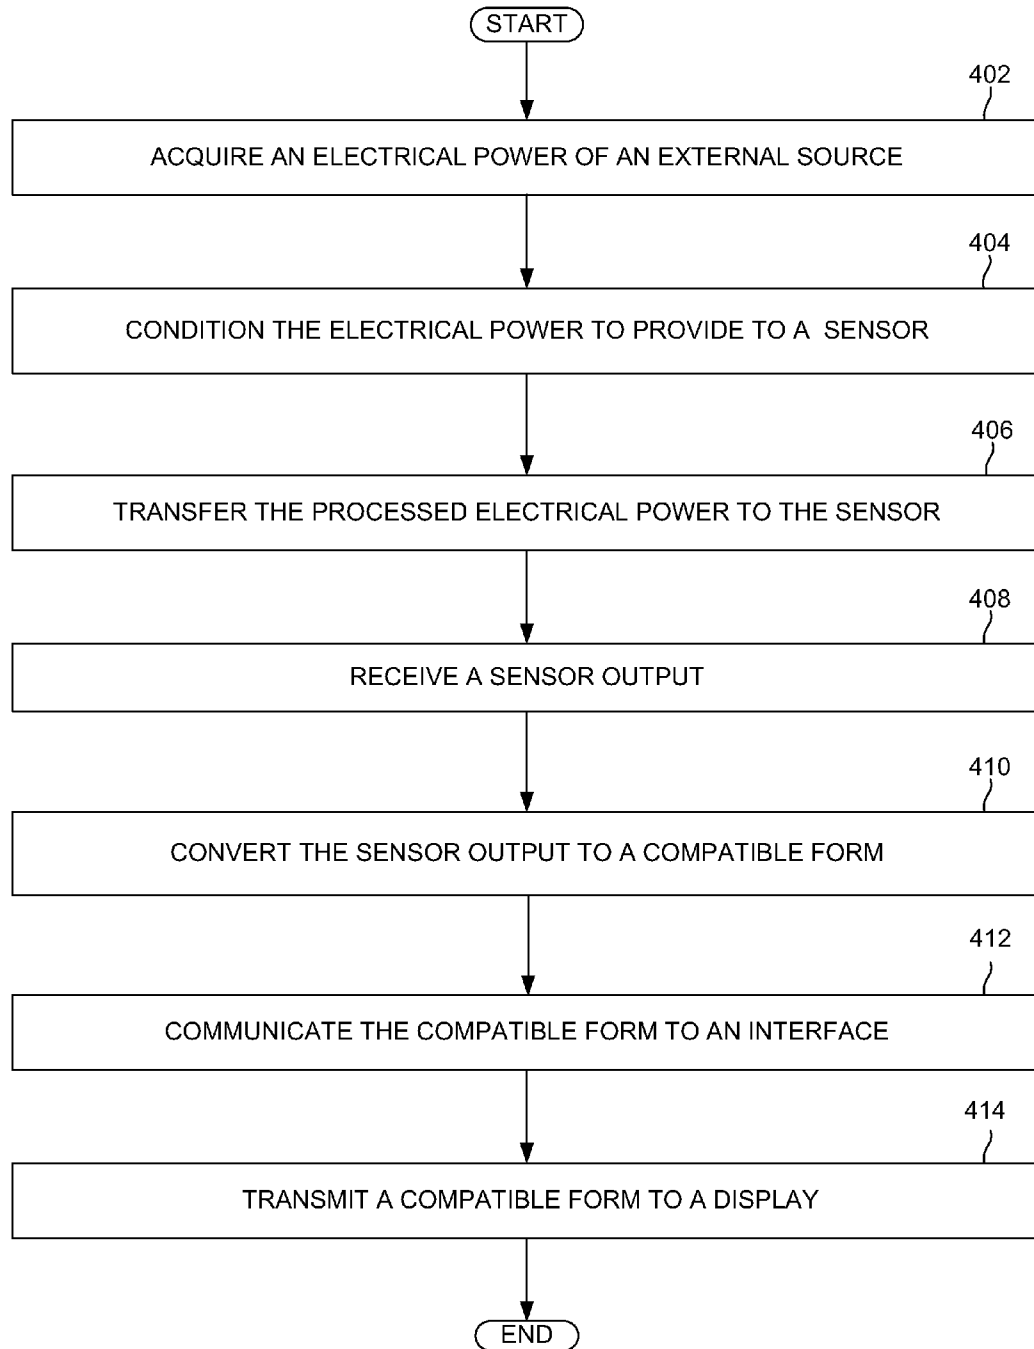 START
402
ACQUIRE AN ELECTRICAL POWER OF AN EXTERNAL SOURCE
404
CONDITION THE ELECTRICAL POWER TO PROVIDE TO A SENSOR
406
TRANSFER THE PROCESSED ELECTRICAL POWER TO THE SENSOR
408
RECEIVE A SENSOR OUTPUT
410
CONVERT THE SENSOR OUTPUT TO A COMPATIBLE FORM
412
COMMUNICATE THE COMPATIBLE FORM TO AN INTERFACE
414
TRANSMIT A COMPATIBLE FORM TO A DISPLAY
END